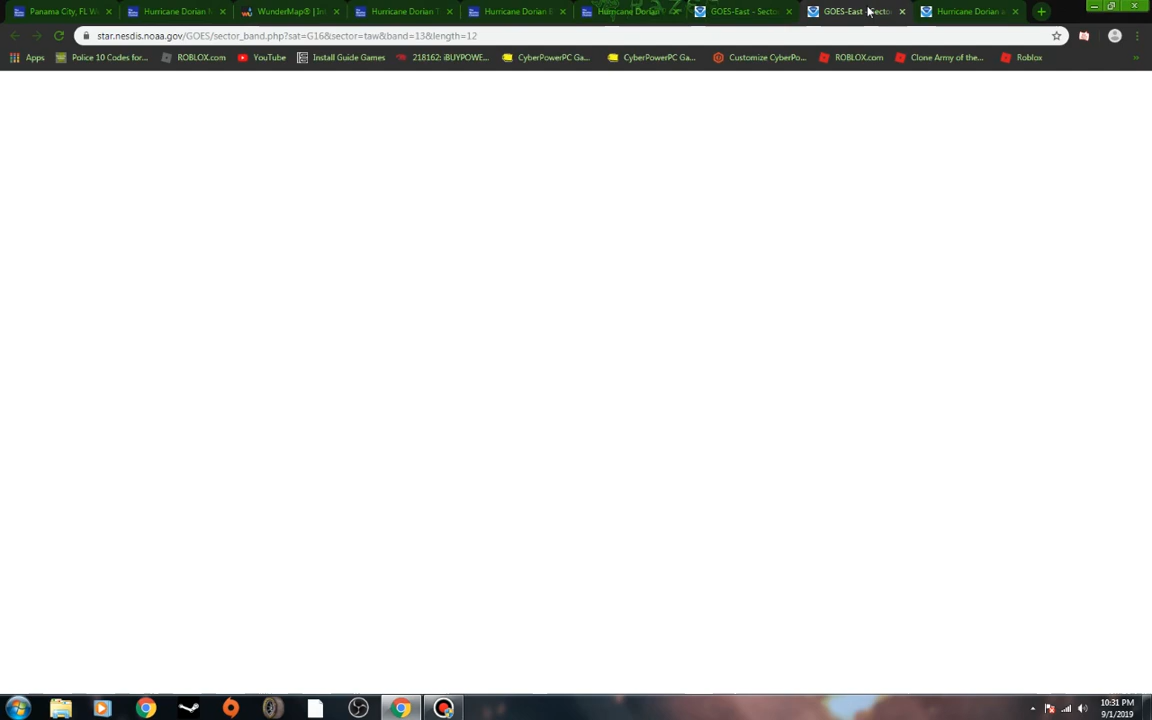 Panama City, FL W Hurricane Dorian WunderMap® | In Hurricane Dorian T Hurricane Dorian Hurricane Dorian GOES-East - Secto GOES-East - Secto Hurricane Dorian a
star.nesdis.noaa.gov/GOES/sector_band.php?sat=G16&sector=taw&band=13&length=12
Apps Police 10 Codes for... ROBLOX.com YouTube Install Guide Games 218162: iBUYPOWE... CyberPowerPC Ga... CyberPowerPC Ga... Customize CyberPo... ROBLOX.com Clone Army of the... Roblox »
10:31 PM
9/1/2019